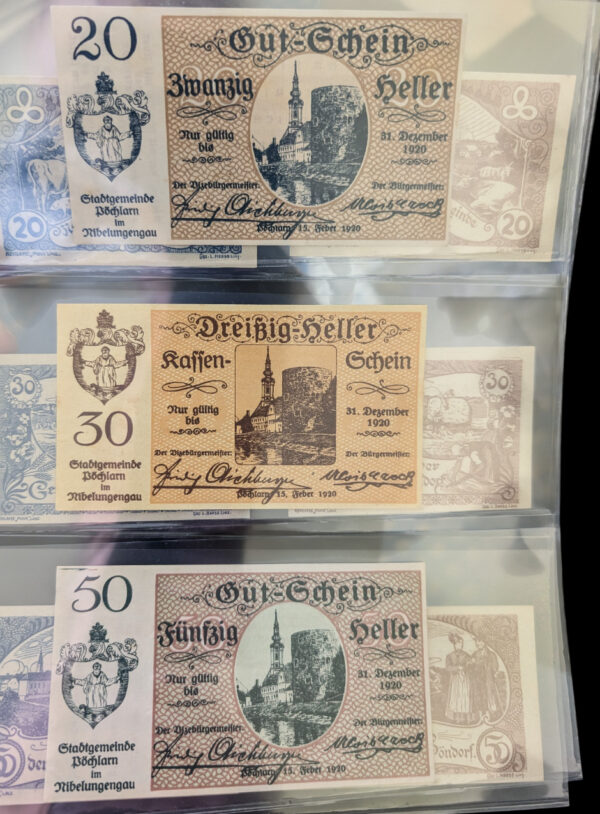 20
Gut-Schein
Zwanzig Heller
Nur gültig
bis
31. Dezember
1920
Der Vizebürgermeister: Der Bürgermeister:
Pöchlarn, 15. Feber 1920
Stadtgemeinde
Pöchlarn
im
Nibelungengau
20
20
Dreißig-Heller
Kassen- Schein
Nur gültig
bis
31. Dezember
1920
Der Vizebürgermeister: Der Bürgermeister:
Pöchlarn, 15. Feber 1920
30
Stadtgemeinde
Pöchlarn
im
Nibelungengau
30
30
50
Gut-Schein
Fünfzig Heller
Nur gültig
bis
31. Dezember
1920
Der Vizebürgermeister: Der Bürgermeister:
Pöchlarn, 15. Feber 1920
Stadtgemeinde
Pöchlarn
im
Nibelungengau
50